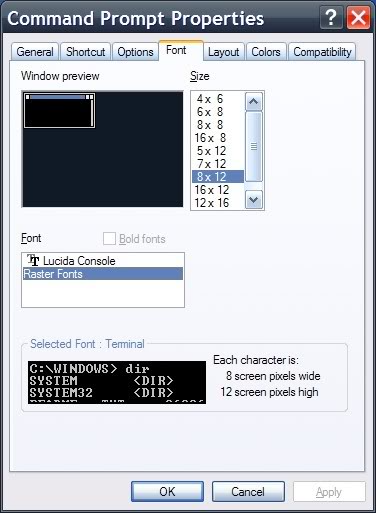 Command Prompt Properties
General Shortcut Options Font Layout Colors Compatibility
Window preview
Size
4 x 6
6 x 8
8 x 8
16 x 8
5 x 12
7 x 12
8 x 12
16 x 12
12 x 16
Font
Bold fonts
Lucida Console
Raster Fonts
Selected Font : Terminal
C:\WINDOWS> dir
SYSTEM <DIR>
SYSTEM32 <DIR>
Each character is:
8 screen pixels wide
12 screen pixels high
OK Cancel Apply